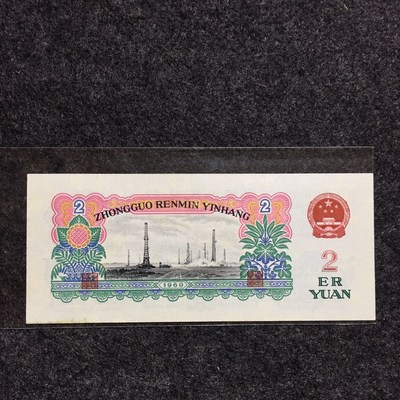 2 2
ZHONGGUO RENMIN YINHANG
1960
2
ER
YUAN